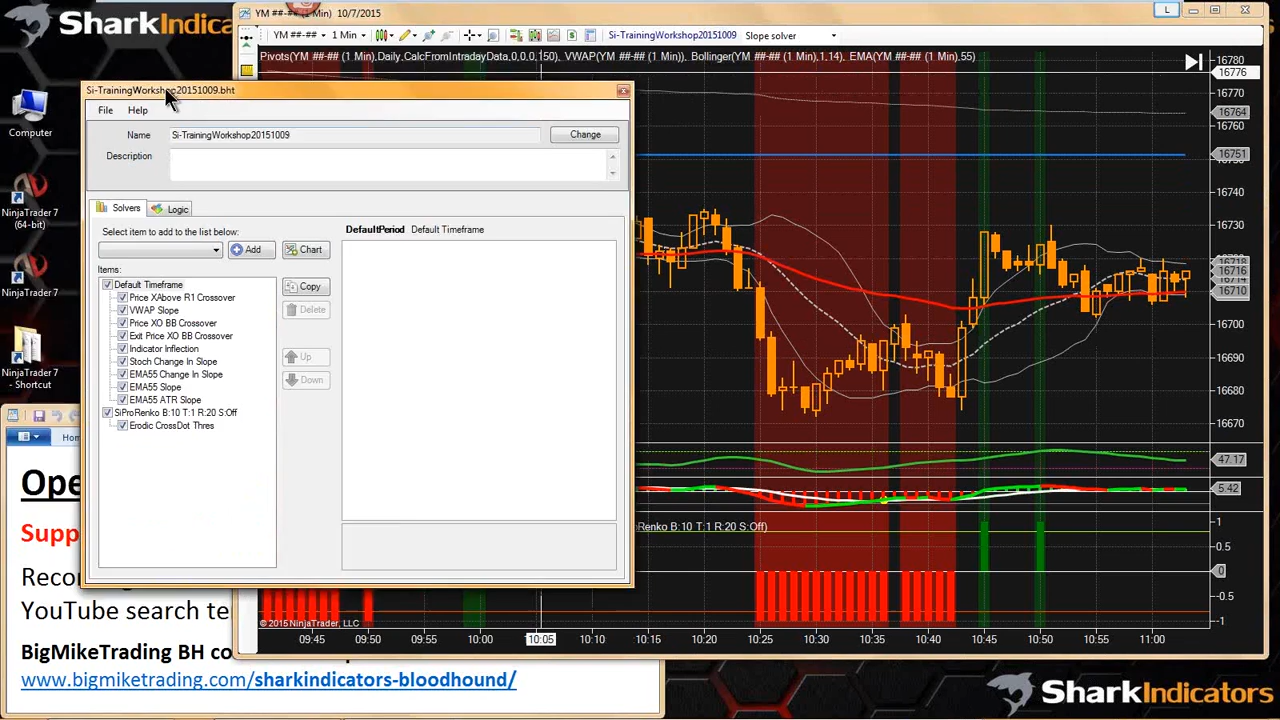 SharkIndica
Computer
NinjaTrader 7
(64-bit)
NinjaTrader 7
NinjaTrader 7
- Shortcut
YM ##-## (1 Min) 10/7/2015
L
YM ##-##
1 Min
Si-TrainingWorkshop20151009
Slope solver
Pivots(YM ##-## (1 Min),Daily,CalcFromIntradayData,0,0,0,150), VWAP(YM ##-## (1 Min)), Bollinger(YM ##-## (1 Min),1,14), EMA(YM ##-## (1 Min),55)
Si-TrainingWorkshop20151009.bht
File Help
Name Si-TrainingWorkshop20151009 Change
Description
Solvers Logic
Select item to add to the list below:
Add Chart
DefaultPeriod Default Timeframe
Items:
Default Timeframe
Price XAbove R1 Crossover
VWAP Slope
Price XO BB Crossover
Exit Price XO BB Crossover
Indicator Inflection
Stoch Change In Slope
EMA55 Change In Slope
EMA55 Slope
EMA55 ATR Slope
SiProRenko B:10 T:1 R:20 S:Off
Erodic CrossDot Thres
Copy
Delete
Up
Down
16780
16776
16770
16764
16760
16751
16740
16730
16720
16718
16716
16710
16700
16690
16680
16670
47.17
5.42
roRenko B:10 T:1 R:20 S:Off)
1
0.5
0
-0.5
-1
© 2015 NinjaTrader, LLC
09:45 09:50 09:55 10:00 10:05 10:10 10:15 10:20 10:25 10:30 10:35 10:40 10:45 10:50 10:55 11:00
Hom
Ope
Supp
Recor
YouTube search te
BigMikeTrading BH co
www.bigmiketrading.com/sharkindicators-bloodhound/
SharkIndicators